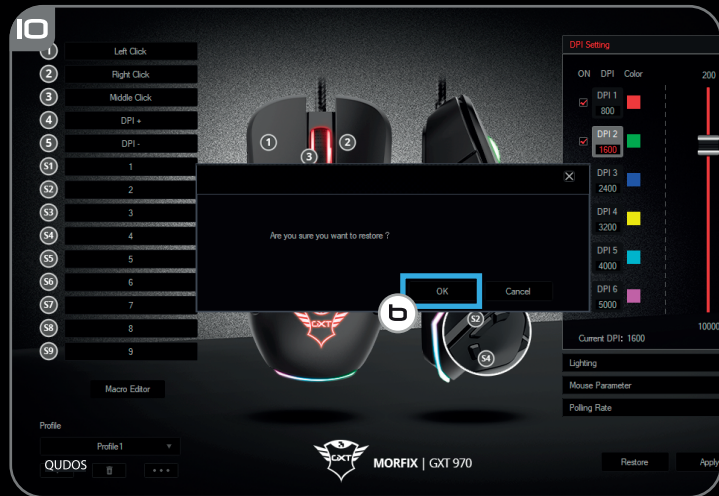 10
1 Left Click
2 Right Click
3 Middle Click
4 DPI +
5 DPI -
S1 1
S2 2
S3 3
S4 4
S5 5
S6 6
S7 7
S8 8
S9 9
Macro Editor
Profile
Profile 1
QUDOS
1
2
3
Are you sure you want to restore ?
OK
Cancel
b
GXT
S2
S4
GXT
MORFIX | GXT 970
DPI Setting
ON DPI Color
200
DPI 1
800
DPI 2
1600
DPI 3
2400
DPI 4
3200
DPI 5
4000
DPI 6
5000
10000
Current DPI: 1600
Lighting
Mouse Parameter
Polling Rate
Restore
Apply